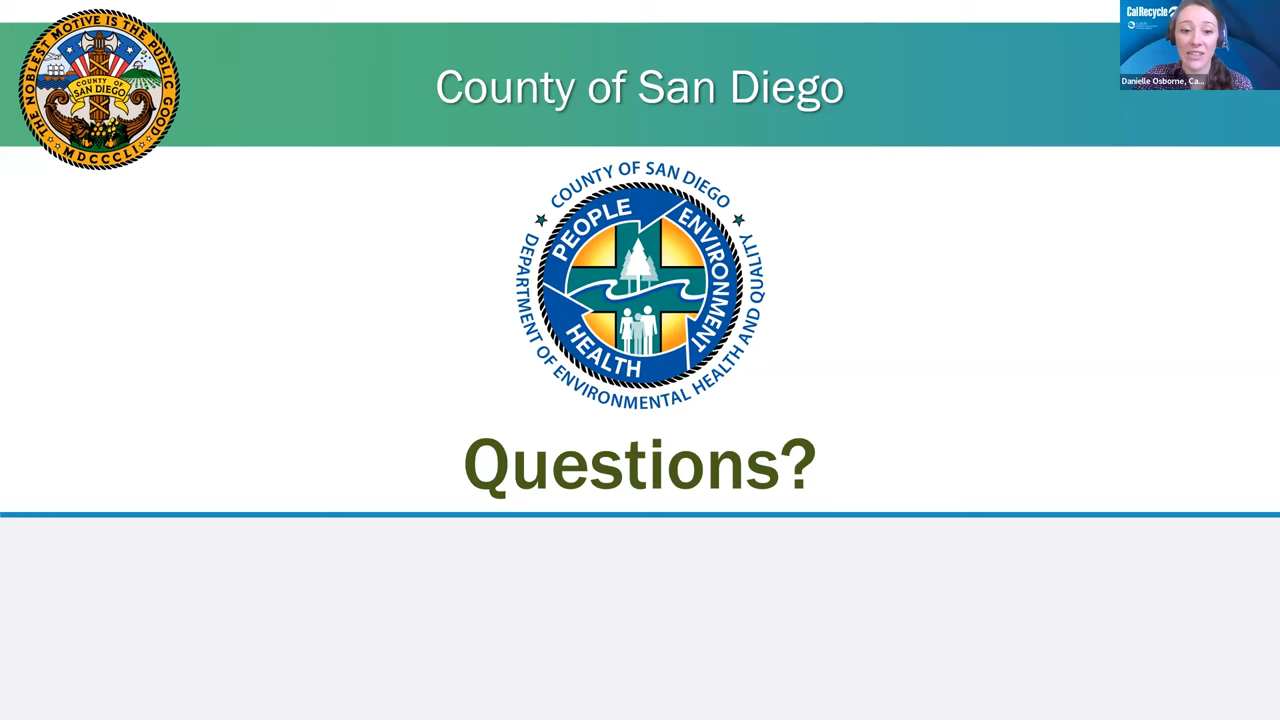 THE NOBLEST MOTIVE IS THE PUBLIC GOOD
COUNTY OF
SAN DIEGO
MDCCCLI
County of San Diego
CalRecycle
Danielle Osborne, Ca...
COUNTY OF SAN DIEGO
DEPARTMENT OF ENVIRONMENTAL HEALTH AND QUALITY
PEOPLE
ENVIRONMENT
HEALTH
Questions?